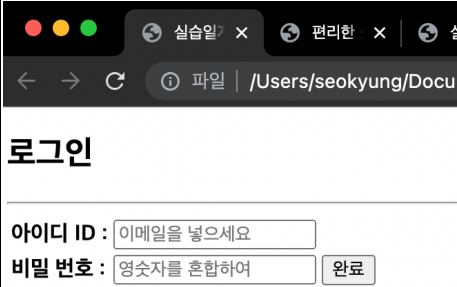 실습일지
편리한
실
파일 /Users/seokyung/Docu
로그인
아이디 ID : 이메일을 넣으세요
비밀 번호 : 영숫자를 혼합하여 완료